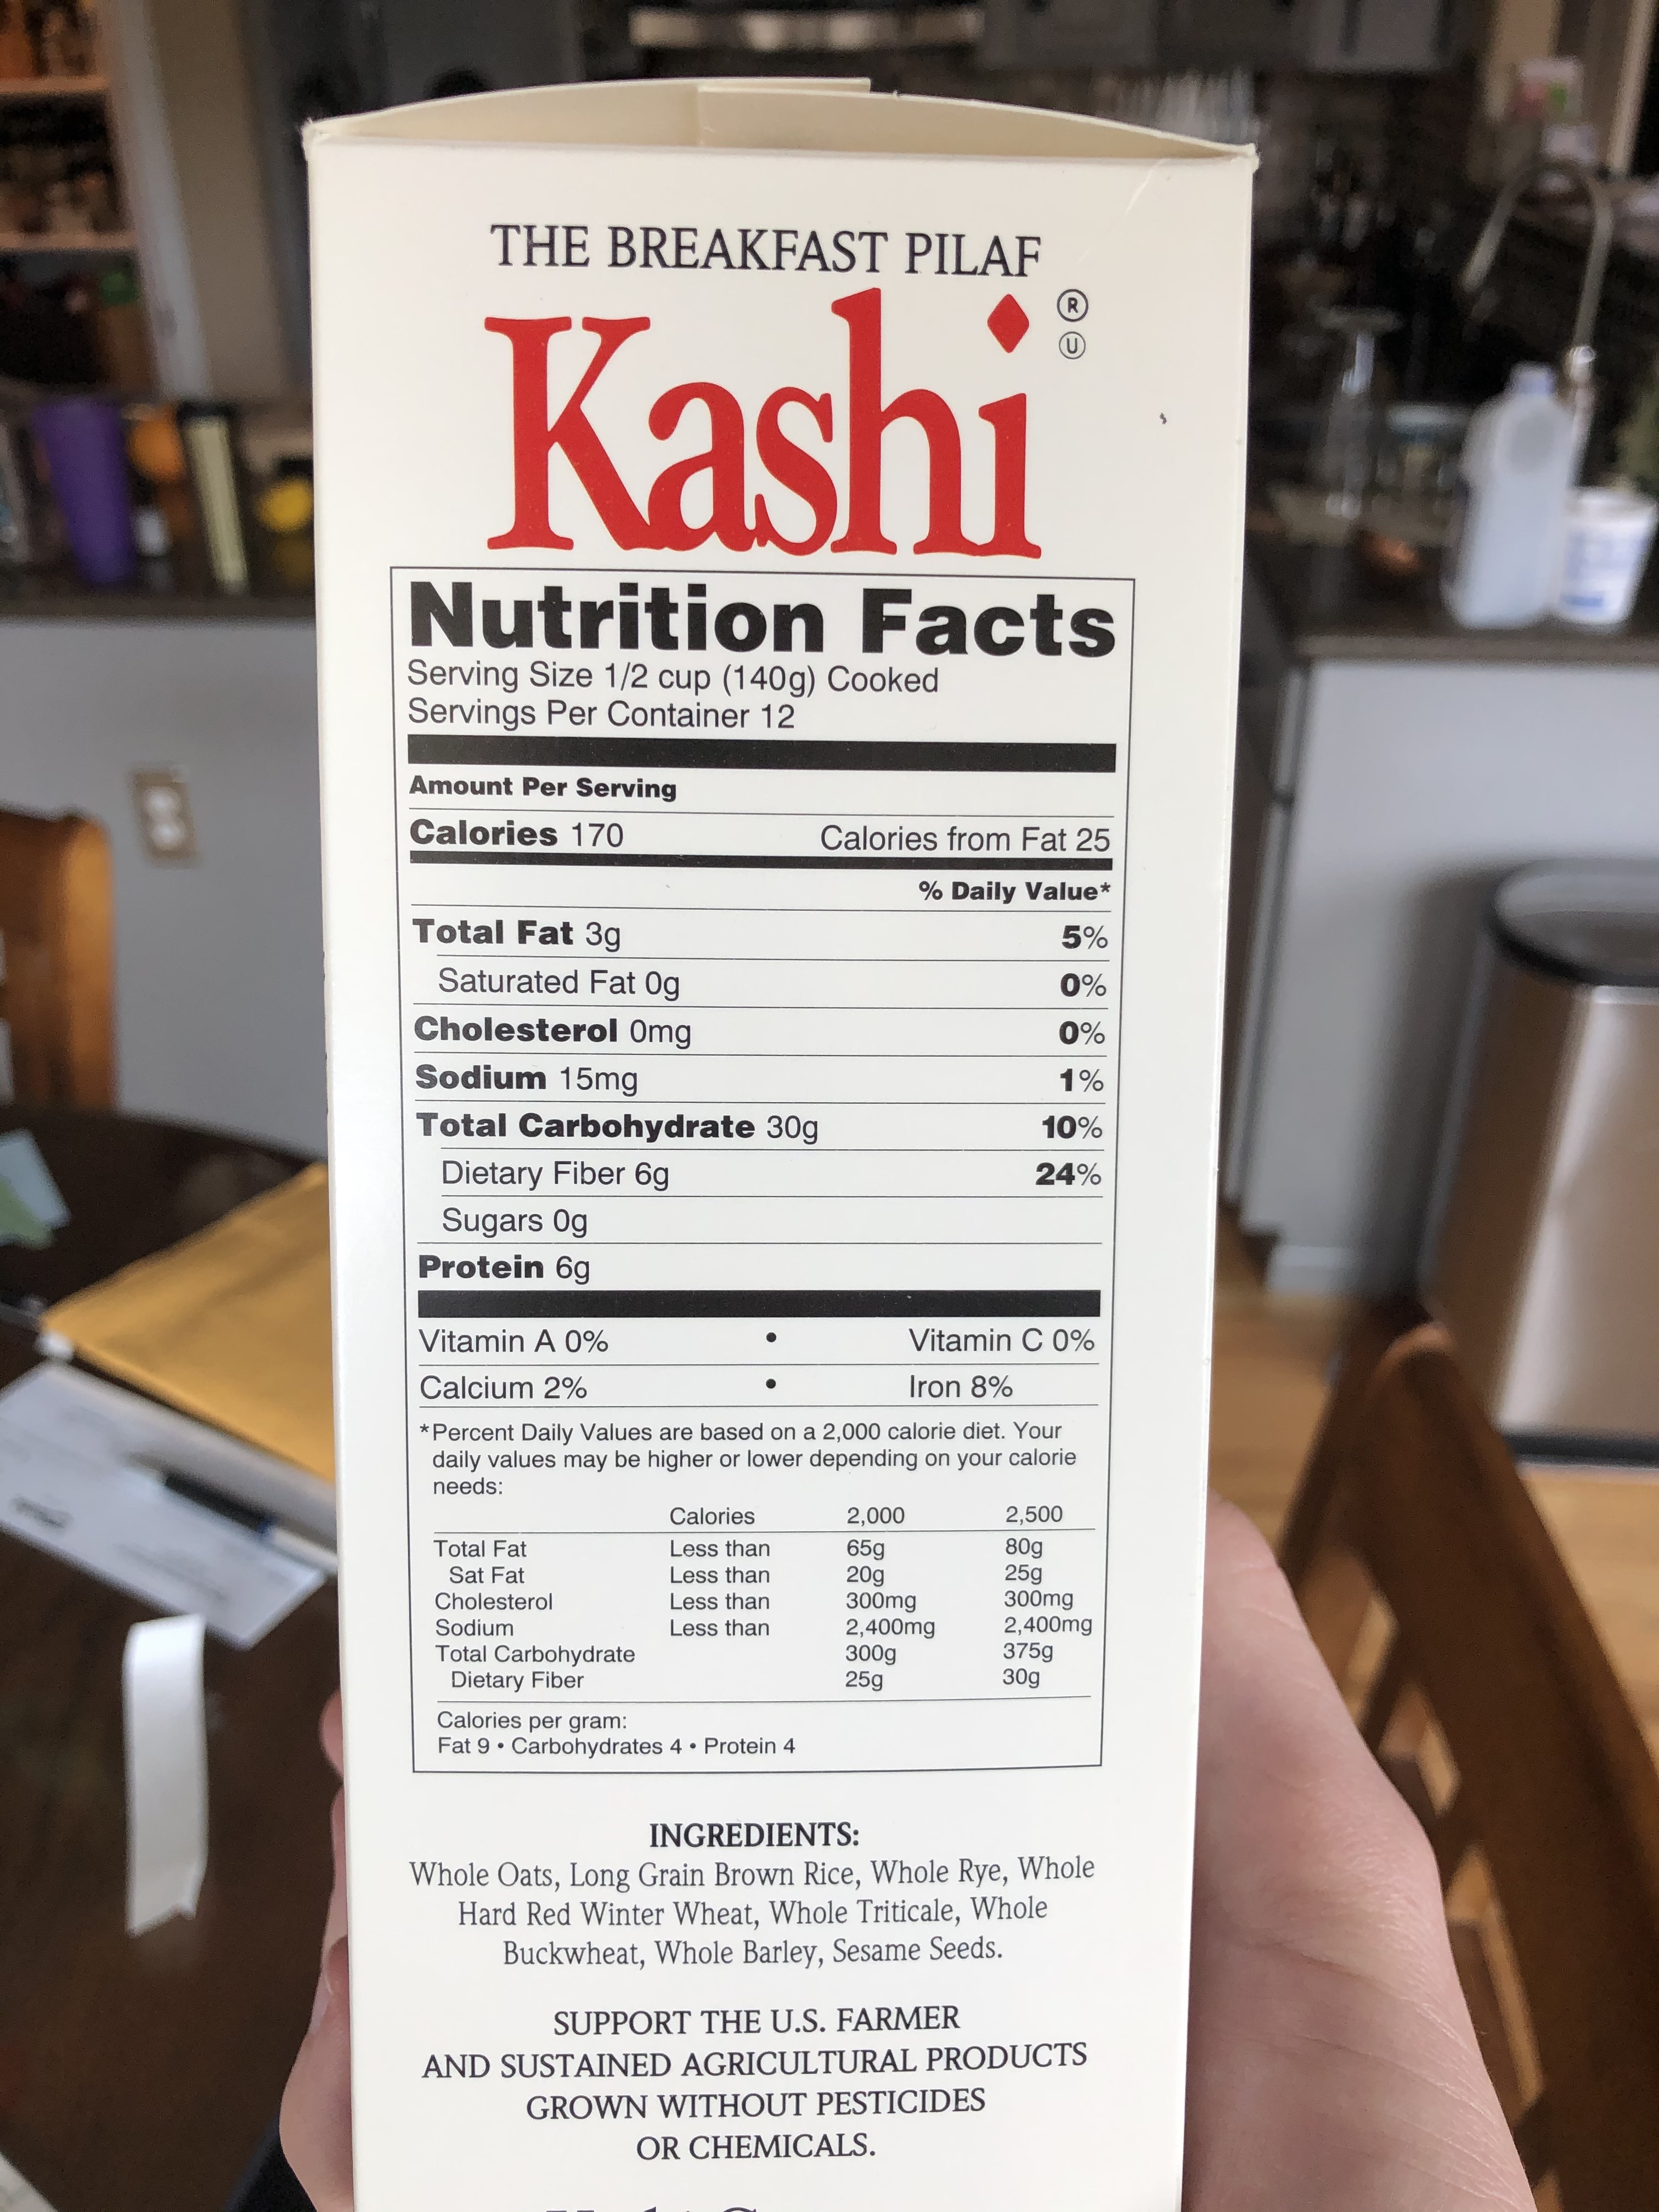 THE BREAKFAST PILAF
Kashi
®
Ⓤ
Nutrition Facts
Serving Size 1/2 cup (140g) Cooked
Servings Per Container 12
Amount Per Serving
Calories 170 Calories from Fat 25
% Daily Value*
Total Fat 3g 5%
Saturated Fat 0g 0%
Cholesterol 0mg 0%
Sodium 15mg 1%
Total Carbohydrate 30g 10%
Dietary Fiber 6g 24%
Sugars 0g
Protein 6g
Vitamin A 0% • Vitamin C 0%
Calcium 2% • Iron 8%
*Percent Daily Values are based on a 2,000 calorie diet. Your
daily values may be higher or lower depending on your calorie
needs:
Calories 2,000 2,500
Total Fat Less than 65g 80g
Sat Fat Less than 20g 25g
Cholesterol Less than 300mg 300mg
Sodium Less than 2,400mg 2,400mg
Total Carbohydrate 300g 375g
Dietary Fiber 25g 30g
Calories per gram:
Fat 9 • Carbohydrates 4 • Protein 4
INGREDIENTS:
Whole Oats, Long Grain Brown Rice, Whole Rye, Whole
Hard Red Winter Wheat, Whole Triticale, Whole
Buckwheat, Whole Barley, Sesame Seeds.
SUPPORT THE U.S. FARMER
AND SUSTAINED AGRICULTURAL PRODUCTS
GROWN WITHOUT PESTICIDES
OR CHEMICALS.